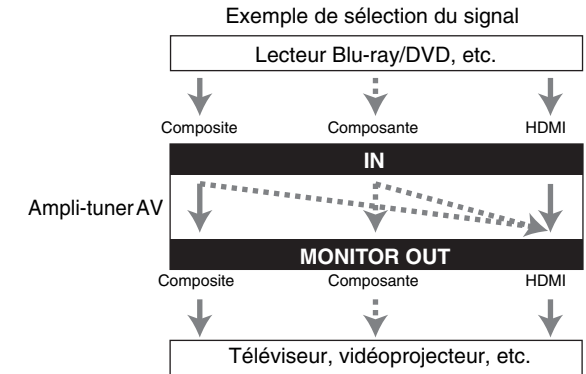 Exemple de sélection du signal
Lecteur Blu-ray/DVD, etc.
Composite Composante HDMI
IN
Ampli-tuner AV
MONITOR OUT
Composite Composante HDMI
Téléviseur, vidéoprojecteur, etc.